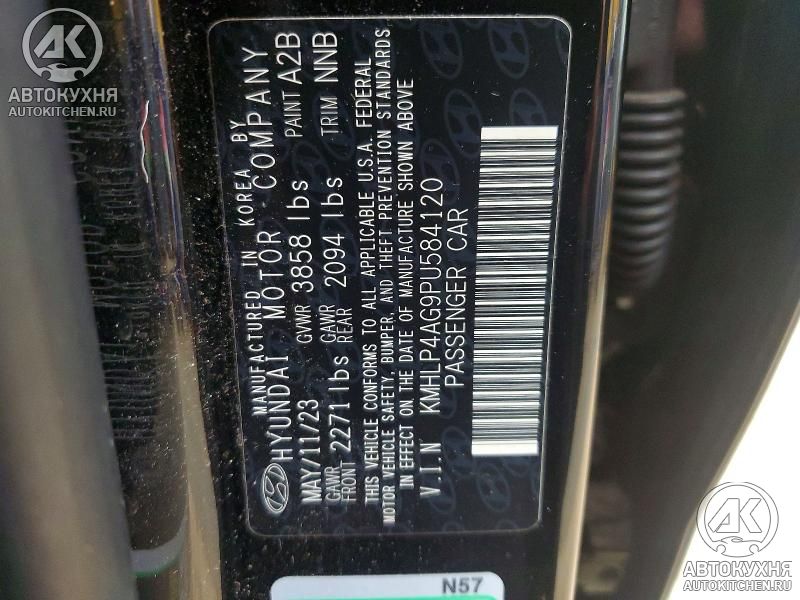 MANUFACTURED IN KOREA BY
HYUNDAI MOTOR COMPANY
MAY/11/23 GVWR 3858 lbs PAINT A2B
GAWR FRONT 2271 lbs GAWR REAR 2094 lbs TRIM NNB
THIS VEHICLE CONFORMS TO ALL APPLICABLE U.S.A. FEDERAL
MOTOR VEHICLE SAFETY, BUMPER, AND THEFT PREVENTION STANDARDS
IN EFFECT ON THE DATE OF MANUFACTURE SHOWN ABOVE
V.I.N KMHLP4AG9PU584120
PASSENGER CAR
N57
АК
АВТОКУХНЯ
AUTOKITCHEN.RU
АК
АВТОКУХНЯ
AUTOKITCHEN.RU